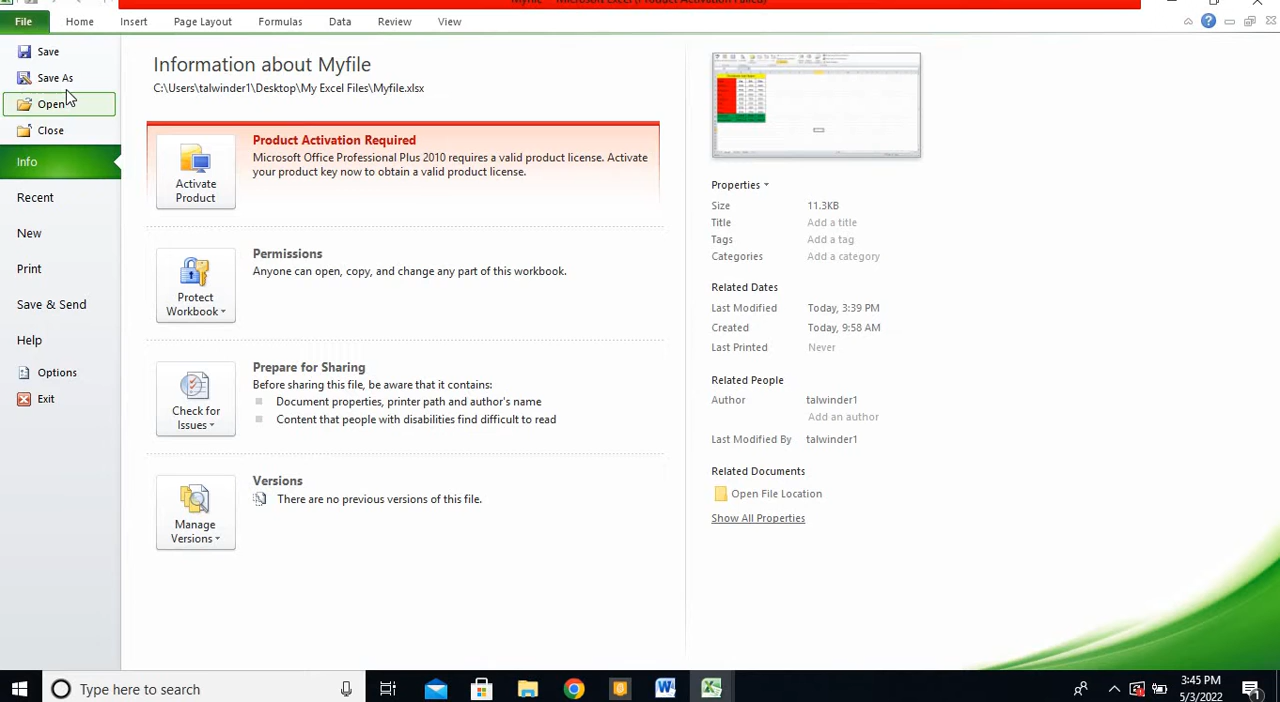 Myfile - Microsoft Excel (Product Activation Failed)
File Home Insert Page Layout Formulas Data Review View
Save
Save As
Open
Close
Info
Recent
New
Print
Save & Send
Help
Options
Exit
Information about Myfile
C:\Users\talwinder1\Desktop\My Excel Files\Myfile.xlsx
Activate
Product
Product Activation Required
Microsoft Office Professional Plus 2010 requires a valid product license. Activate
your product key now to obtain a valid product license.
Protect
Workbook
Permissions
Anyone can open, copy, and change any part of this workbook.
Check for
Issues
Prepare for Sharing
Before sharing this file, be aware that it contains:
Document properties, printer path and author's name
Content that people with disabilities find difficult to read
Manage
Versions
Versions
There are no previous versions of this file.
Properties
Size 11.3KB
Title Add a title
Tags Add a tag
Categories Add a category
Related Dates
Last Modified Today, 3:39 PM
Created Today, 9:58 AM
Last Printed Never
Related People
Author talwinder1
Add an author
Last Modified By talwinder1
Related Documents
Open File Location
Show All Properties
Type here to search
3:45 PM
5/3/2022